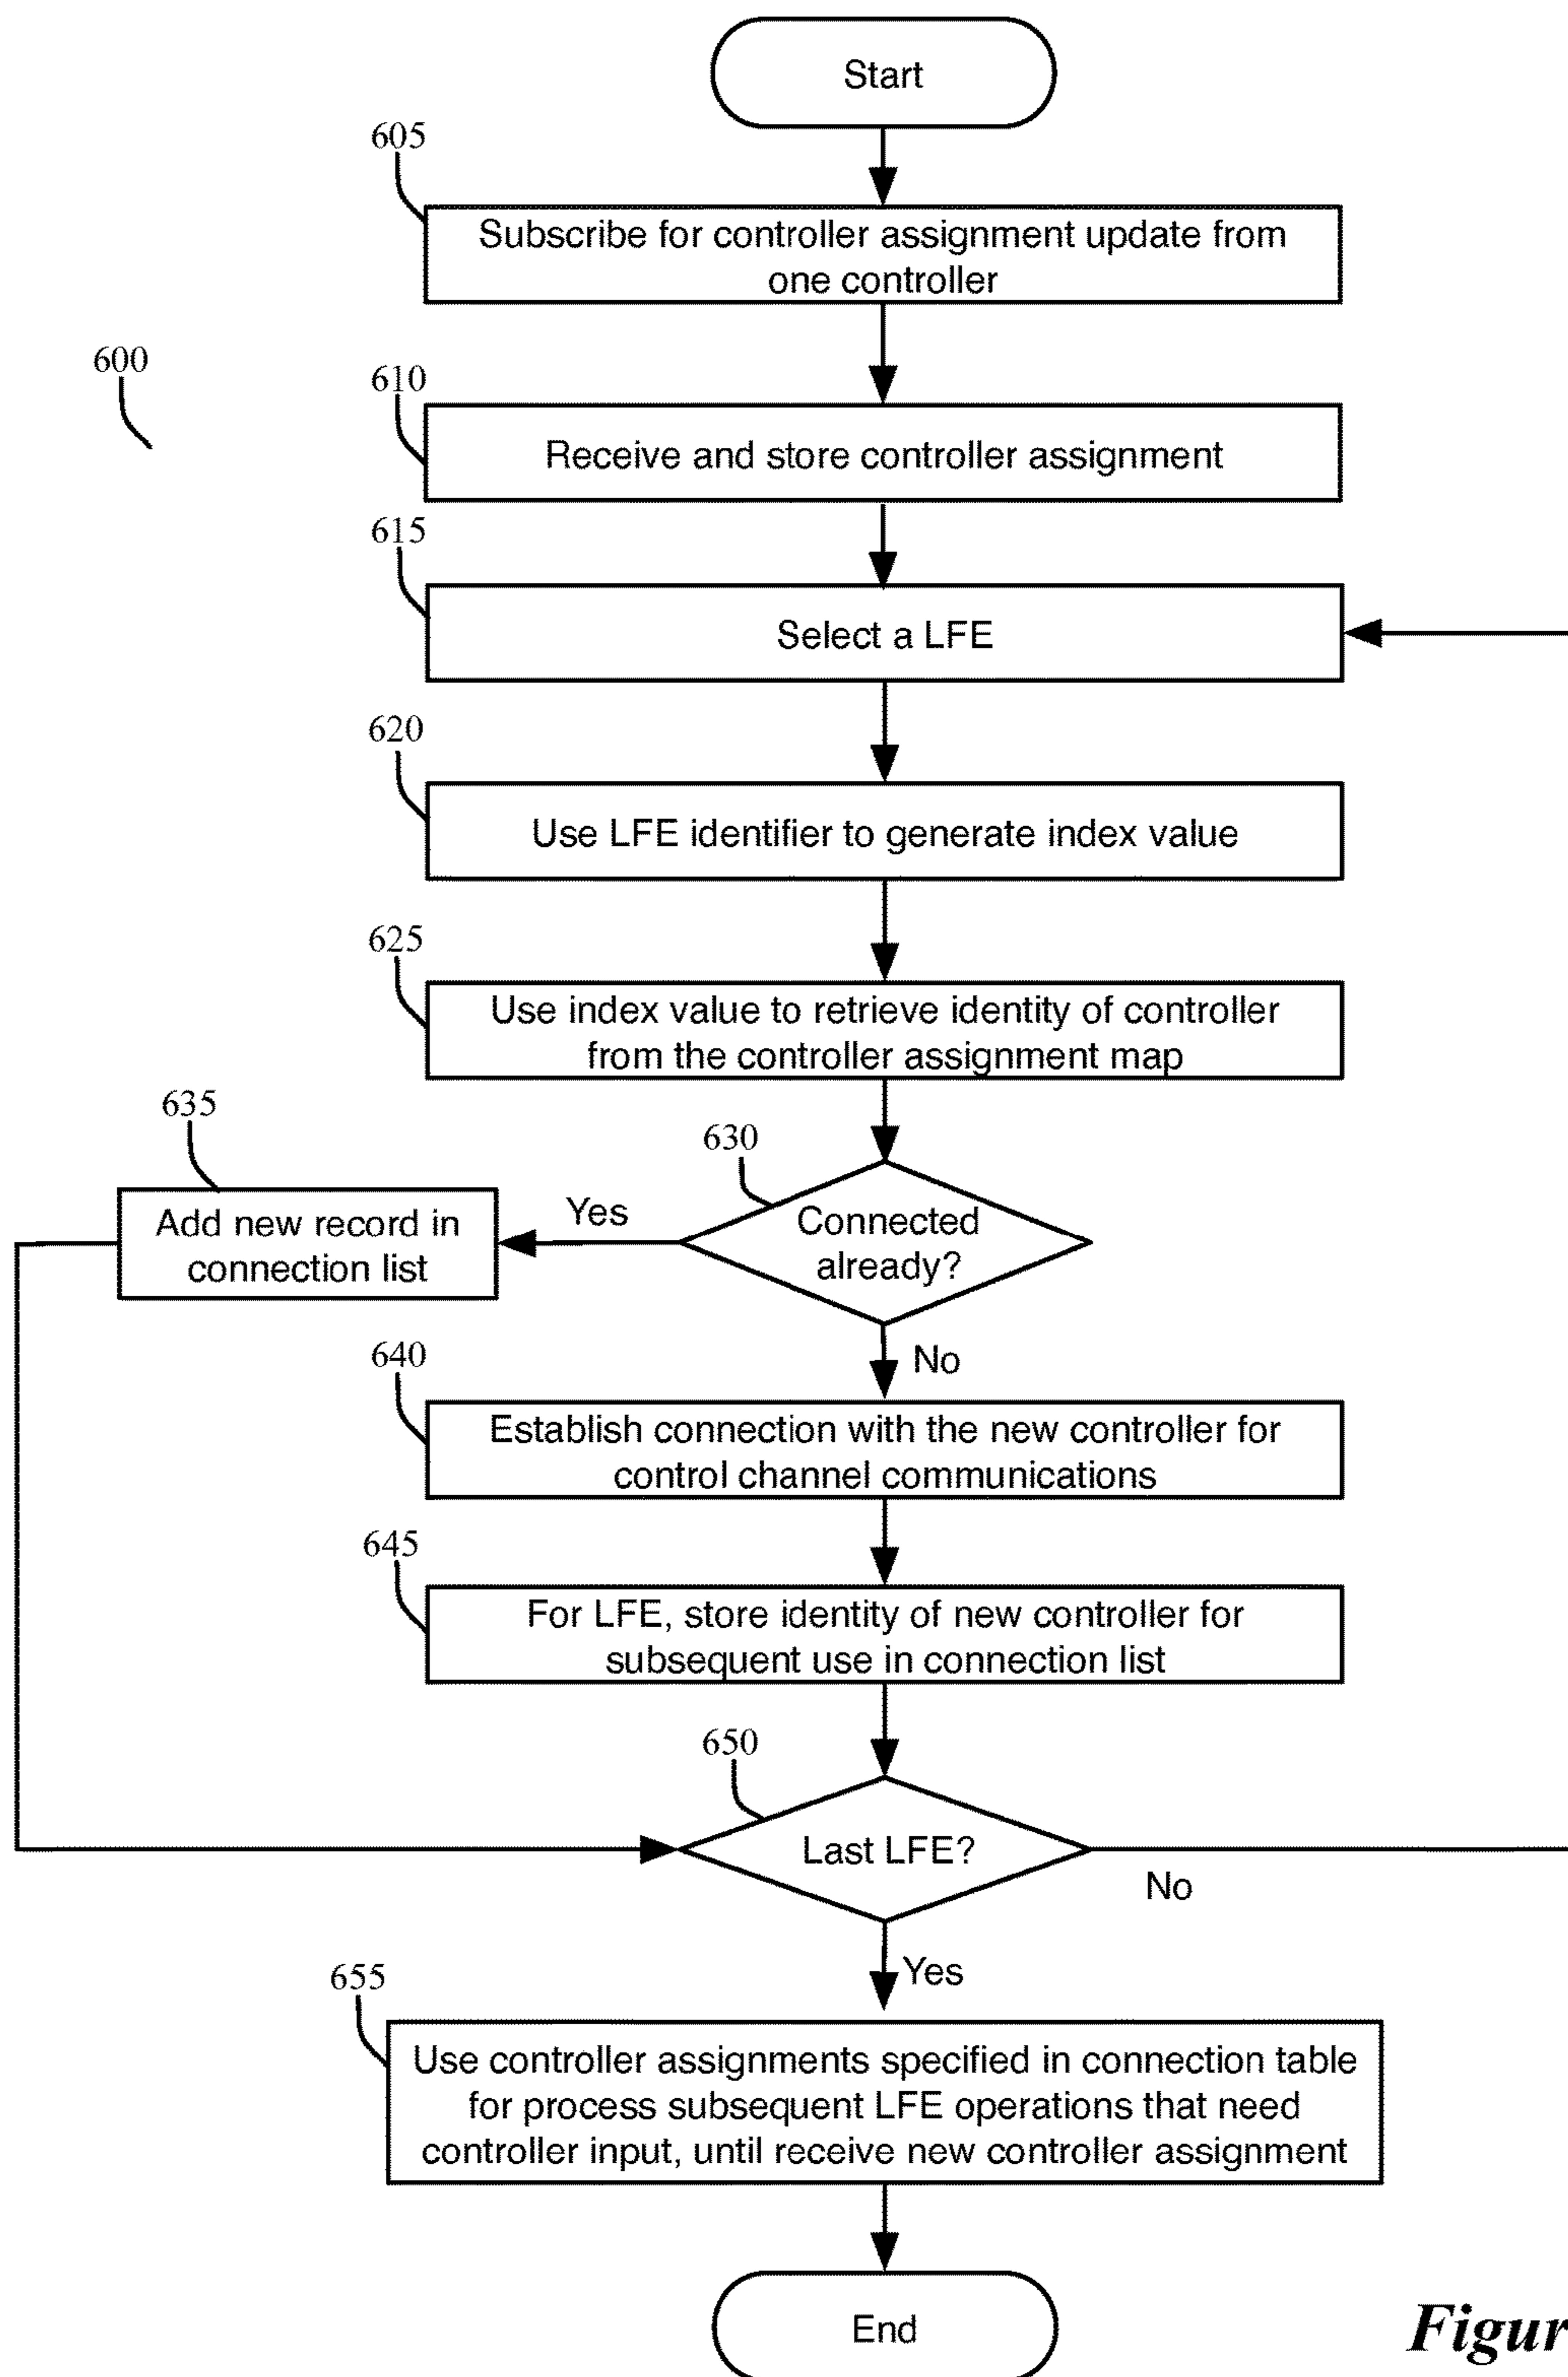 Start
605
Subscribe for controller assignment update from
one controller
600
610
Receive and store controller assignment
615
Select a LFE
620
Use LFE identifier to generate index value
625
Use index value to retrieve identity of controller
from the controller assignment map
635
630
Add new record in
connection list
Yes
Connected
already?
No
640
Establish connection with the new controller for
control channel communications
645
For LFE, store identity of new controller for
subsequent use in connection list
650
Last LFE?
No
Yes
655
Use controller assignments specified in connection table
for process subsequent LFE operations that need
controller input, until receive new controller assignment
End
Figur